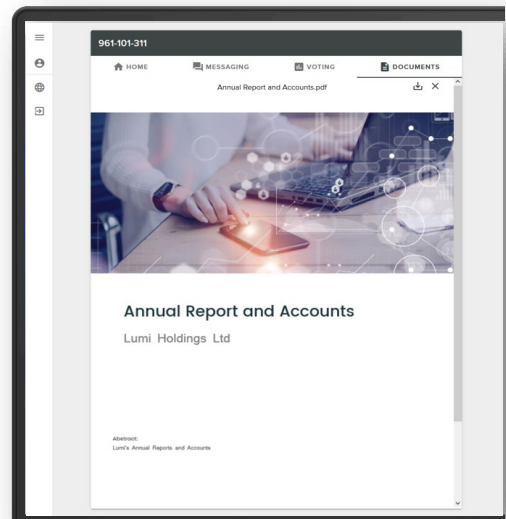 961-101-311
HOME
MESSAGING
VOTING
DOCUMENTS
Annual Report and Accounts.pdf
Annual Report and Accounts
Lumi Holdings Ltd
Abstract:
Lumi's Annual Reports and Accounts